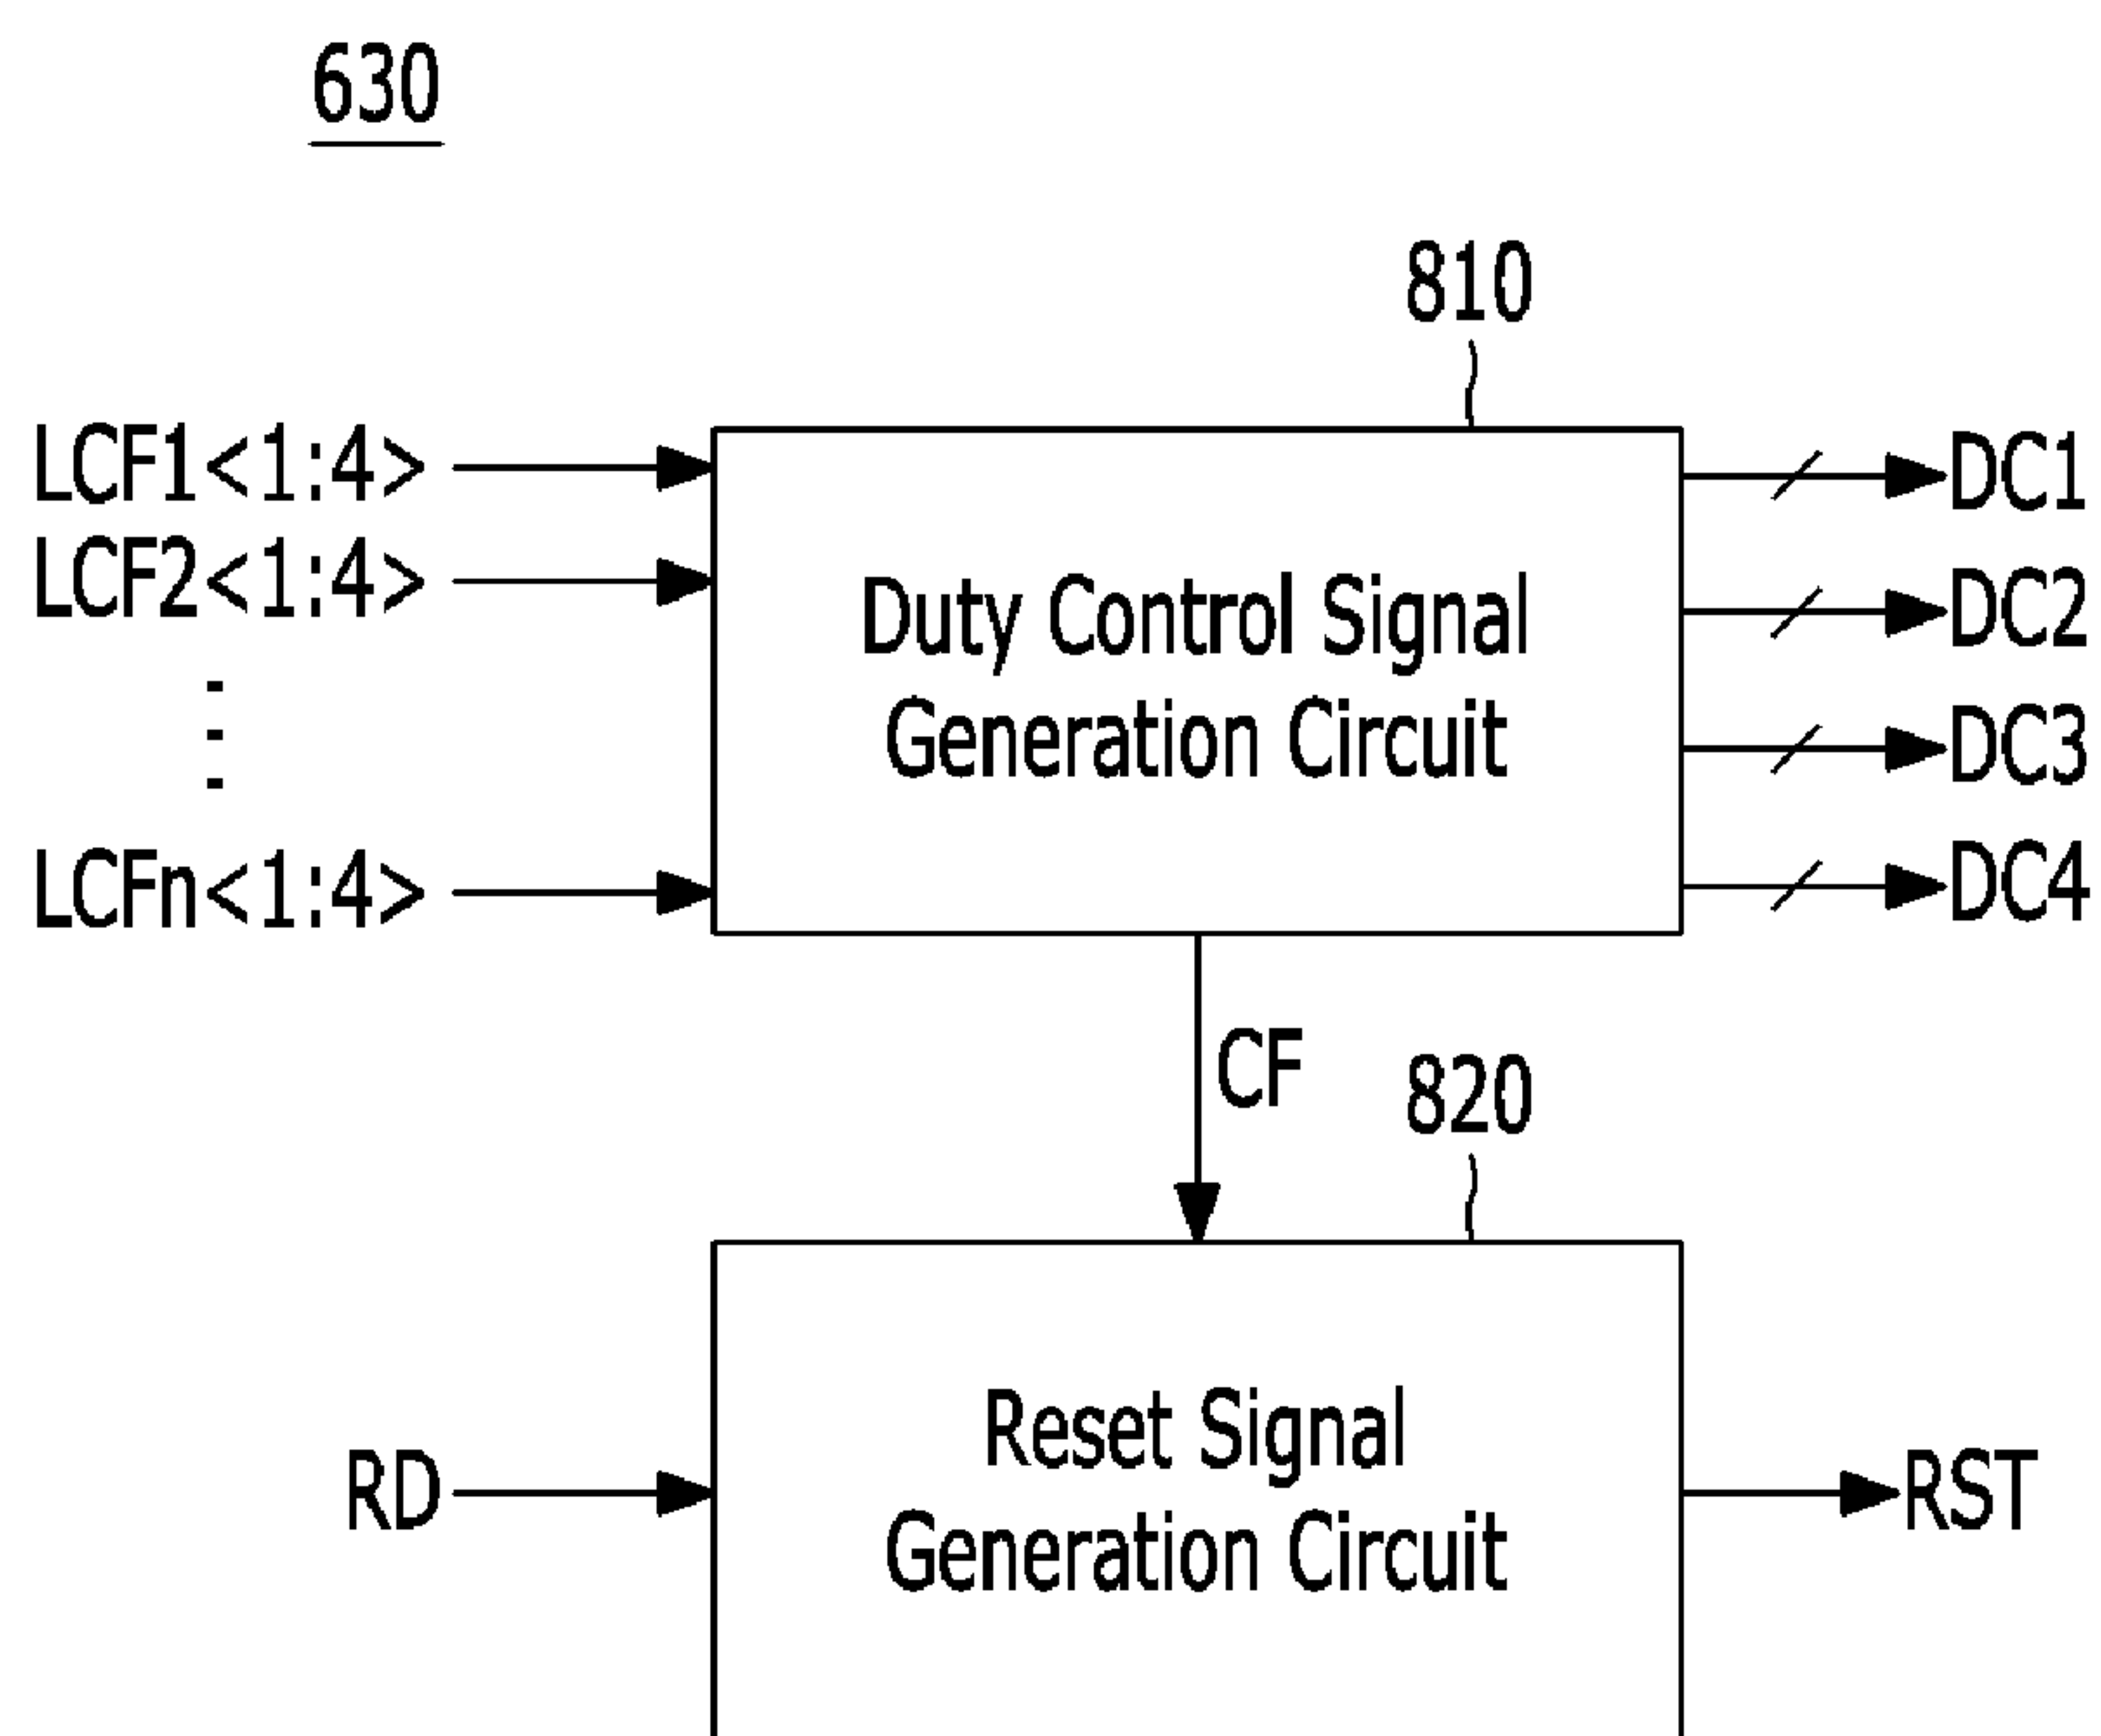 630
810
LCF1<1:4>
LCF2<1:4>
LCFn<1:4>
Duty Control Signal
Generation Circuit
DC1
DC2
DC3
DC4
CF
820
RD
Reset Signal
Generation Circuit
RST